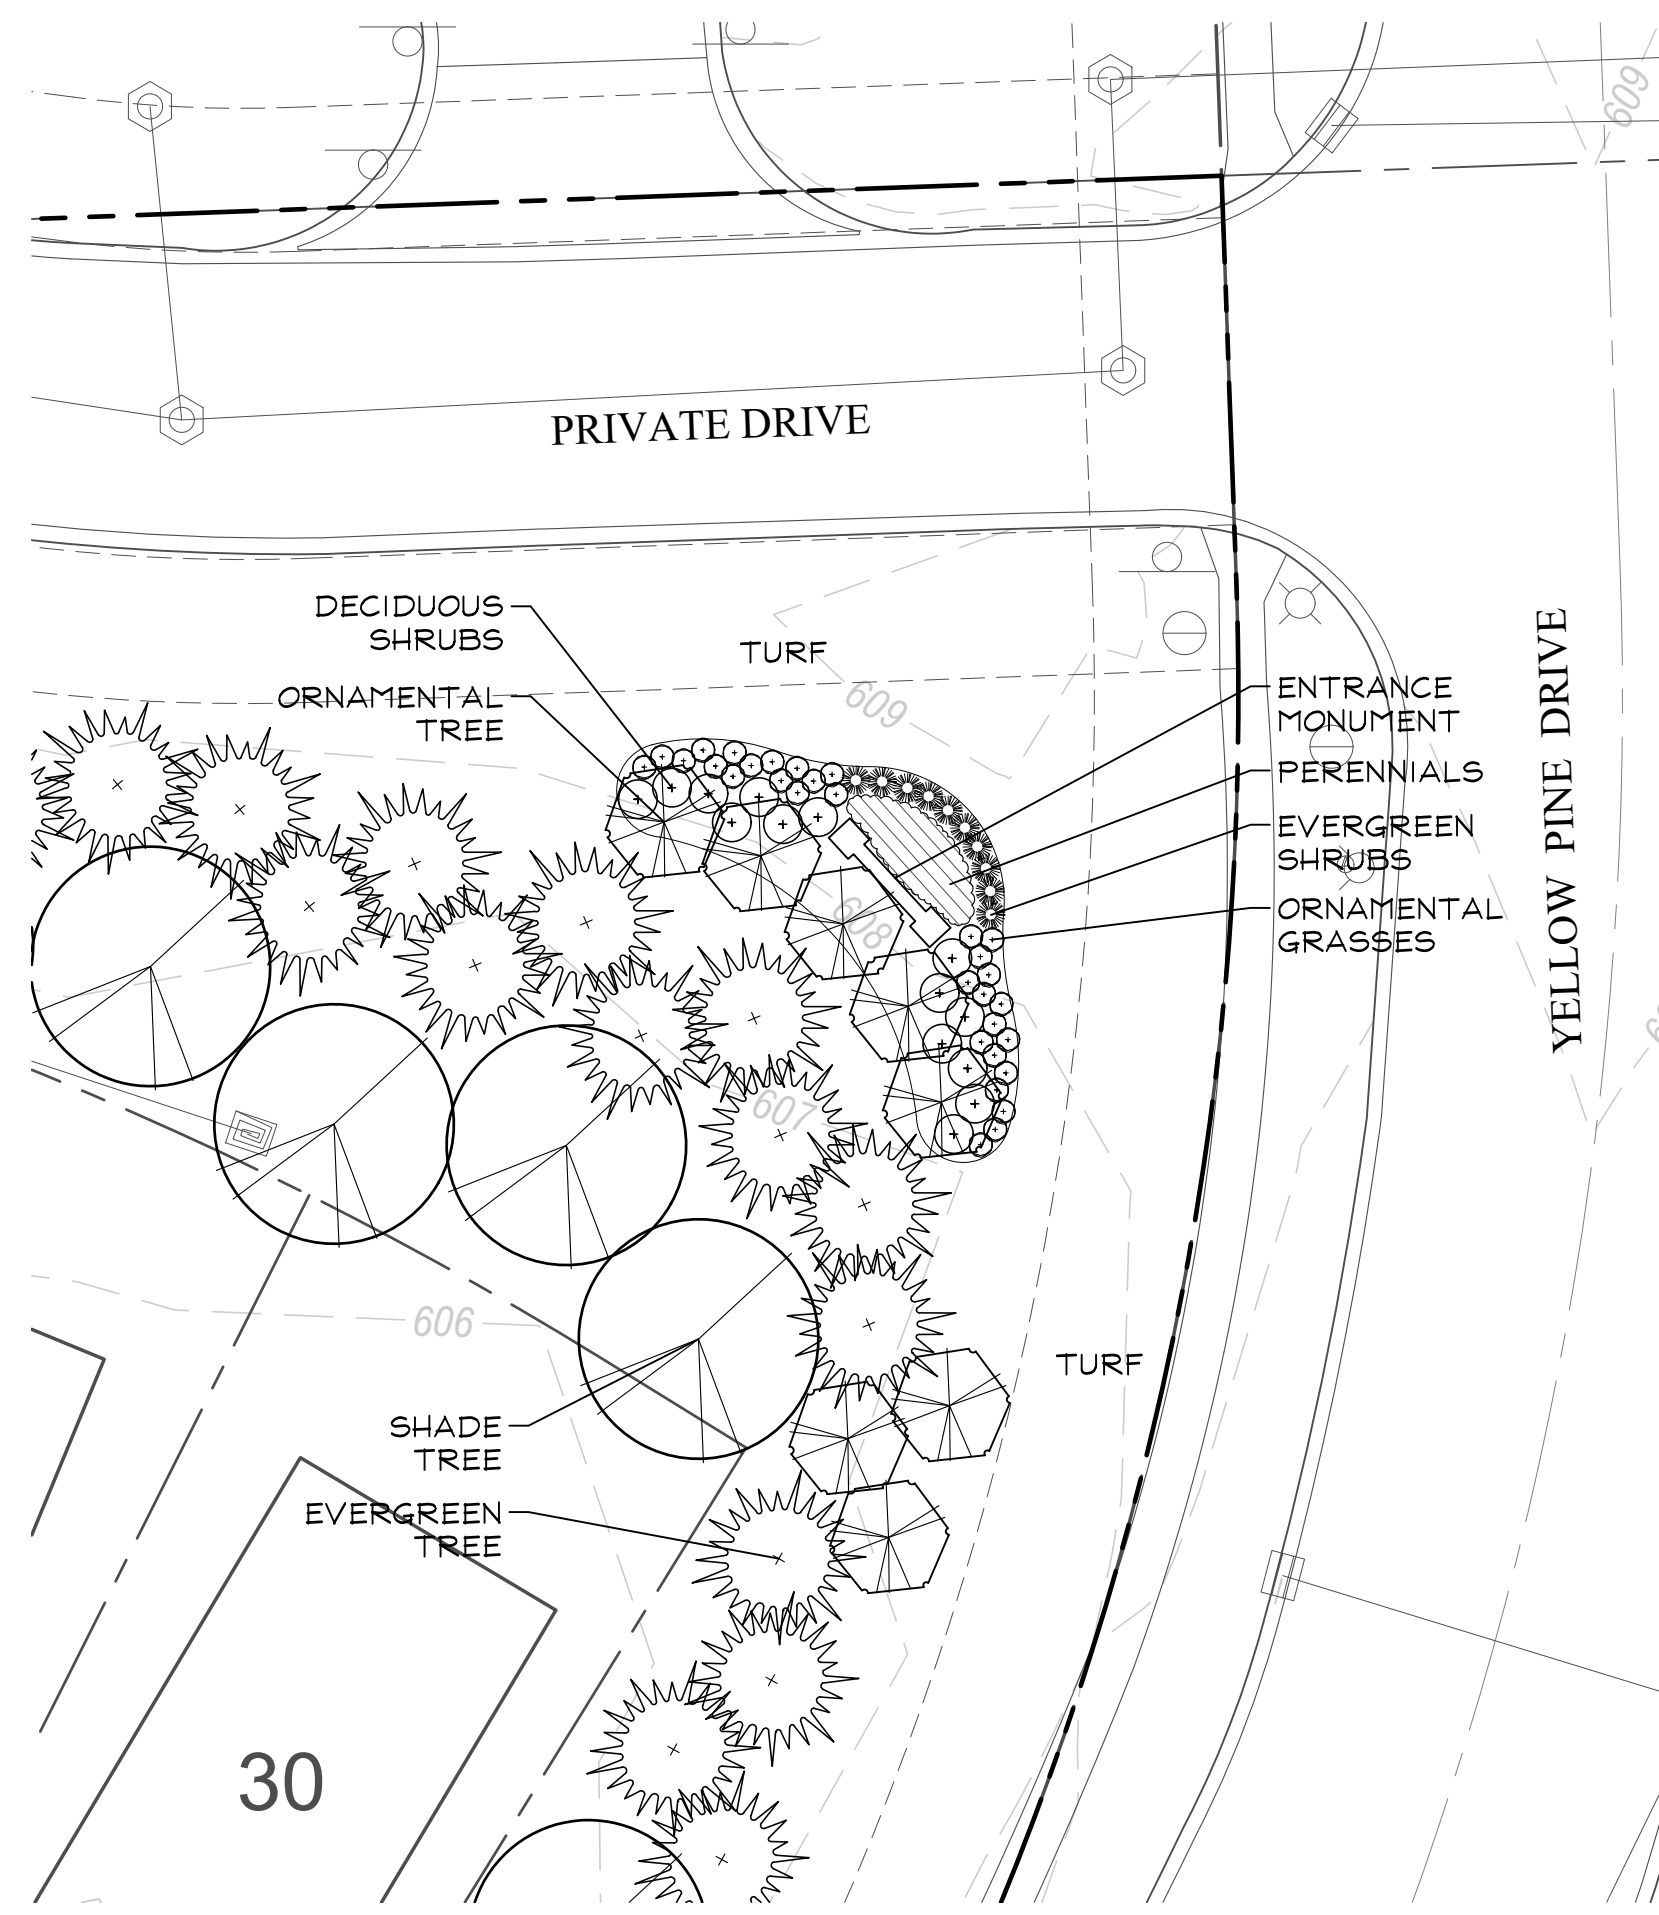 609
PRIVATE DRIVE
DECIDUOUS
SHRUBS
TURF
ORNAMENTAL
TREE
609
ENTRANCE
MONUMENT
PERENNIALS
EVERGREEN
SHRUBS
ORNAMENTAL
GRASSES
YELLOW PINE DRIVE
608
607
606
TURF
SHADE
TREE
EVERGREEN
TREE
30